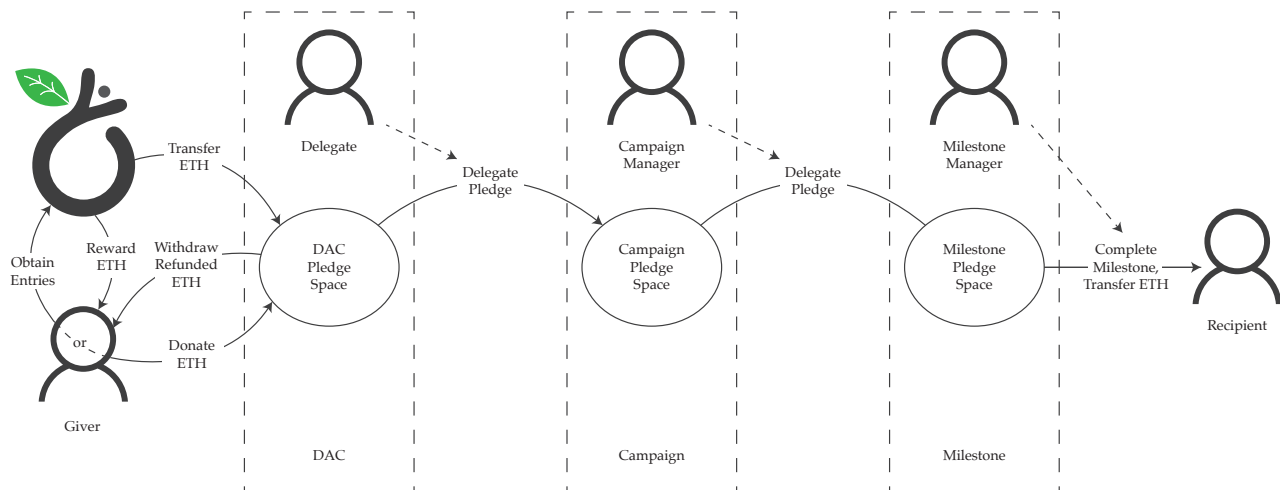 Transfer
ETH
Obtain
Entries
Reward
ETH
Withdraw
Refunded
ETH
or
Donate
ETH
Giver
Delegate
DAC
Pledge
Space
DAC
Delegate
Pledge
Campaign
Manager
Campaign
Pledge
Space
Campaign
Delegate
Pledge
Milestone
Manager
Milestone
Pledge
Space
Milestone
Complete
Milestone,
Transfer ETH
Recipient